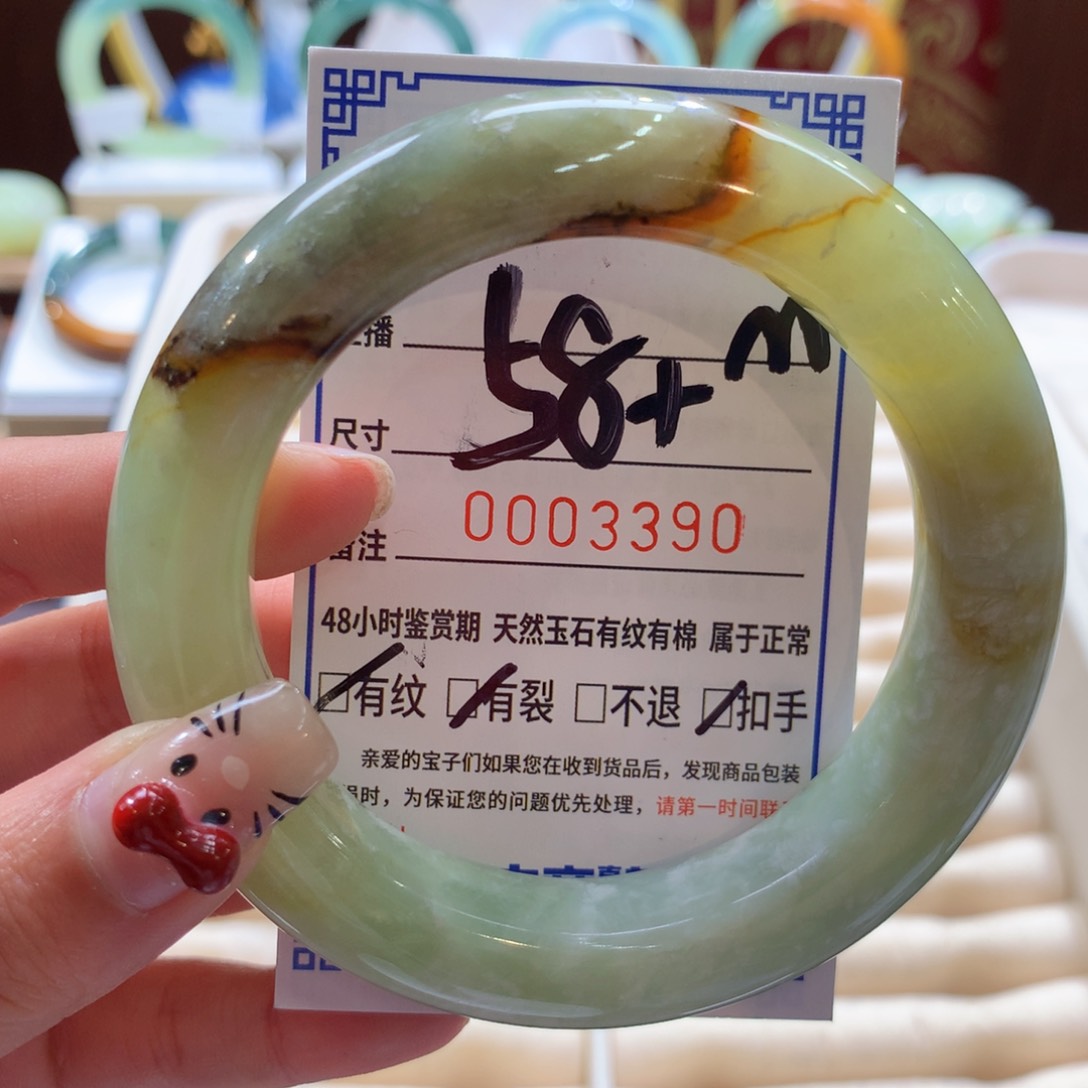 播 58+ m
尺寸
备注 0003390
48小时鉴赏期 天然玉石有纹有棉 属于正常
☑有纹 ☑有裂 □不退 ☑扣手
亲爱的宝子们如果您在收到货品后，发现商品包装
时，为保证您的问题优先处理，请第一时间联